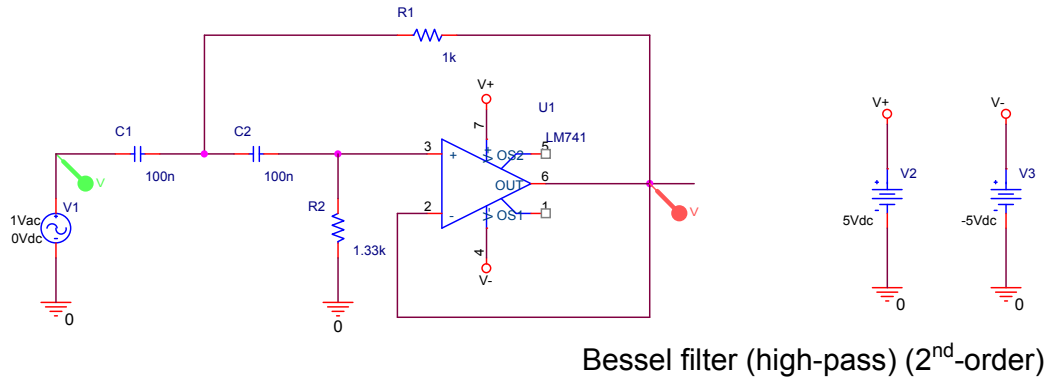 R1
1k
V+
U1
7
C1
C2
LM741
3
+
V+
OS2
5
100n
100n
OUT
6
V
R2
V1
2
-
OS1
1
V
1Vac
0Vdc
1.33k
V-
4
V-
0
0
V+
V-
V2
V3
5Vdc
-5Vdc
0
0
Bessel filter (high-pass) (2nd-order)